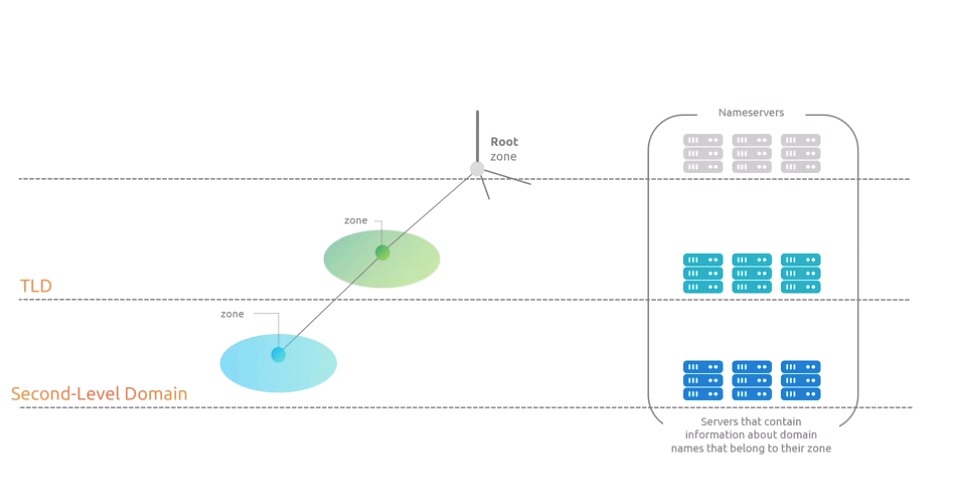 Nameservers
Root
zone
zone
TLD
zone
Second-Level Domain
Servers that contain
information about domain
names that belong to their zone